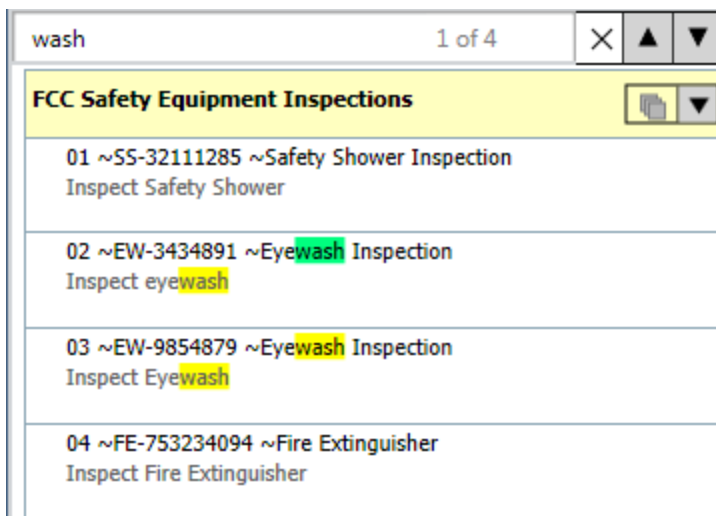 wash 1 of 4
FCC Safety Equipment Inspections
01 ~SS-32111285 ~Safety Shower Inspection
Inspect Safety Shower
02 ~EW-3434891 ~Eyewash Inspection
Inspect eyewash
03 ~EW-9854879 ~Eyewash Inspection
Inspect Eyewash
04 ~FE-753234094 ~Fire Extinguisher
Inspect Fire Extinguisher